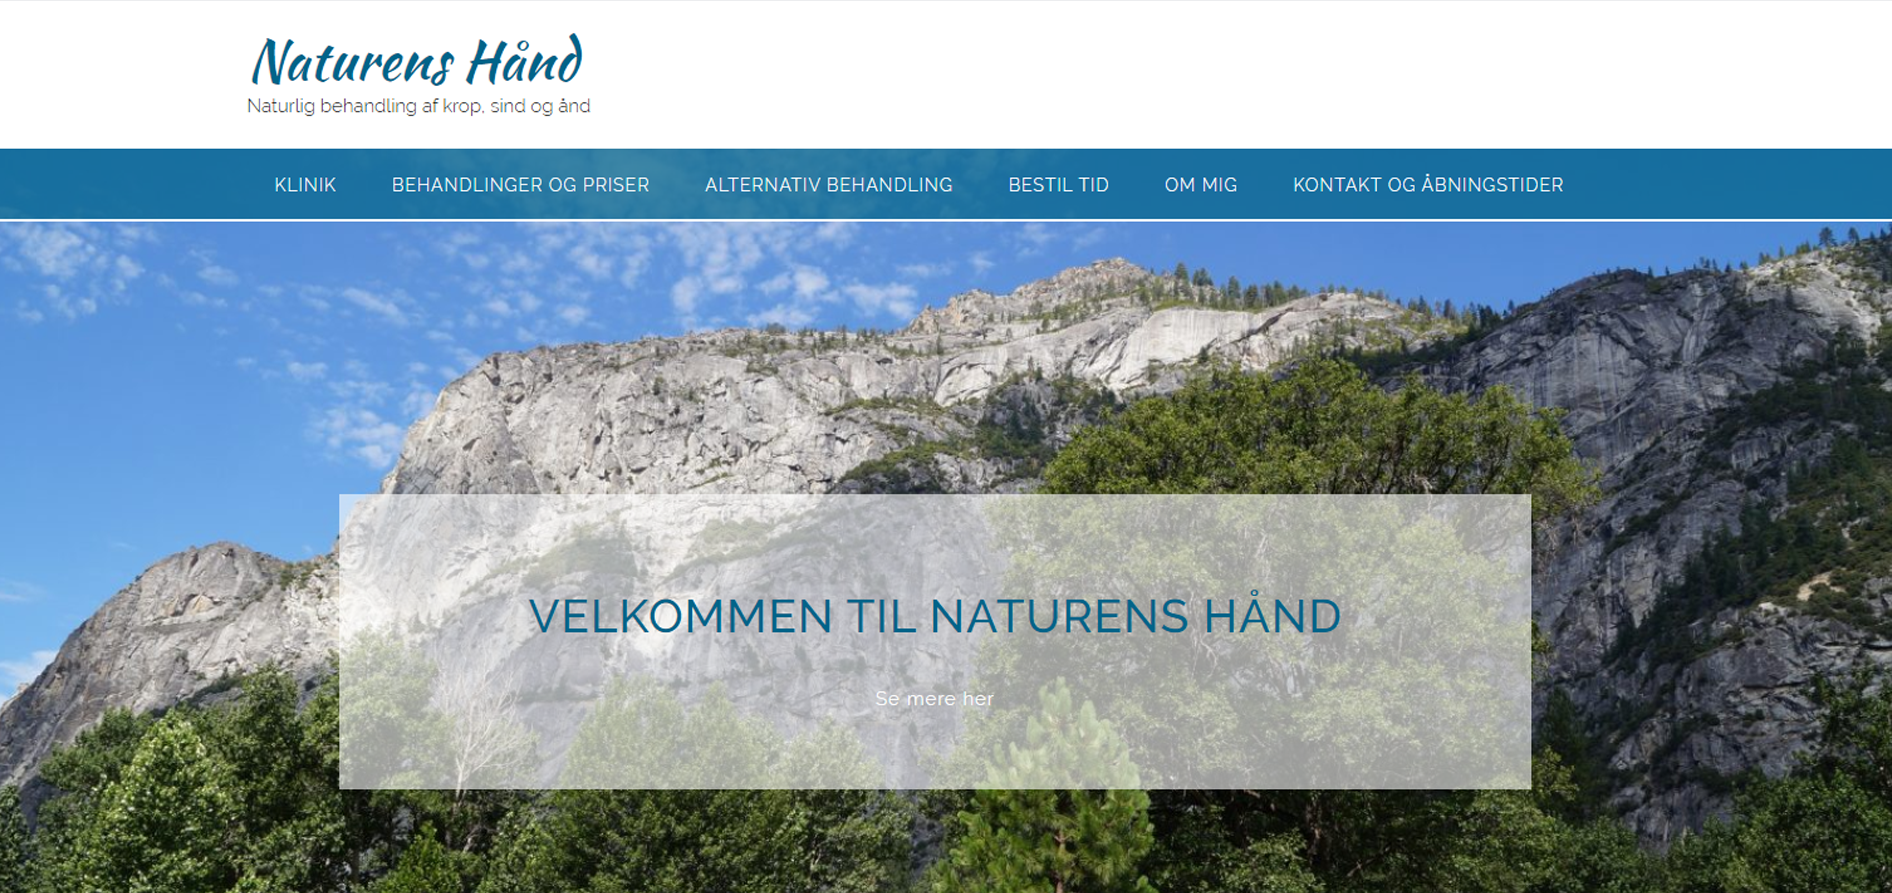 Naturens Hånd
Naturlig behandling af krop, sind og ånd
KLINIK BEHANDLINGER OG PRISER ALTERNATIV BEHANDLING BESTIL TID OM MIG KONTAKT OG ÅBNINGSTIDER
VELKOMMEN TIL NATURENS HÅND
Se mere her